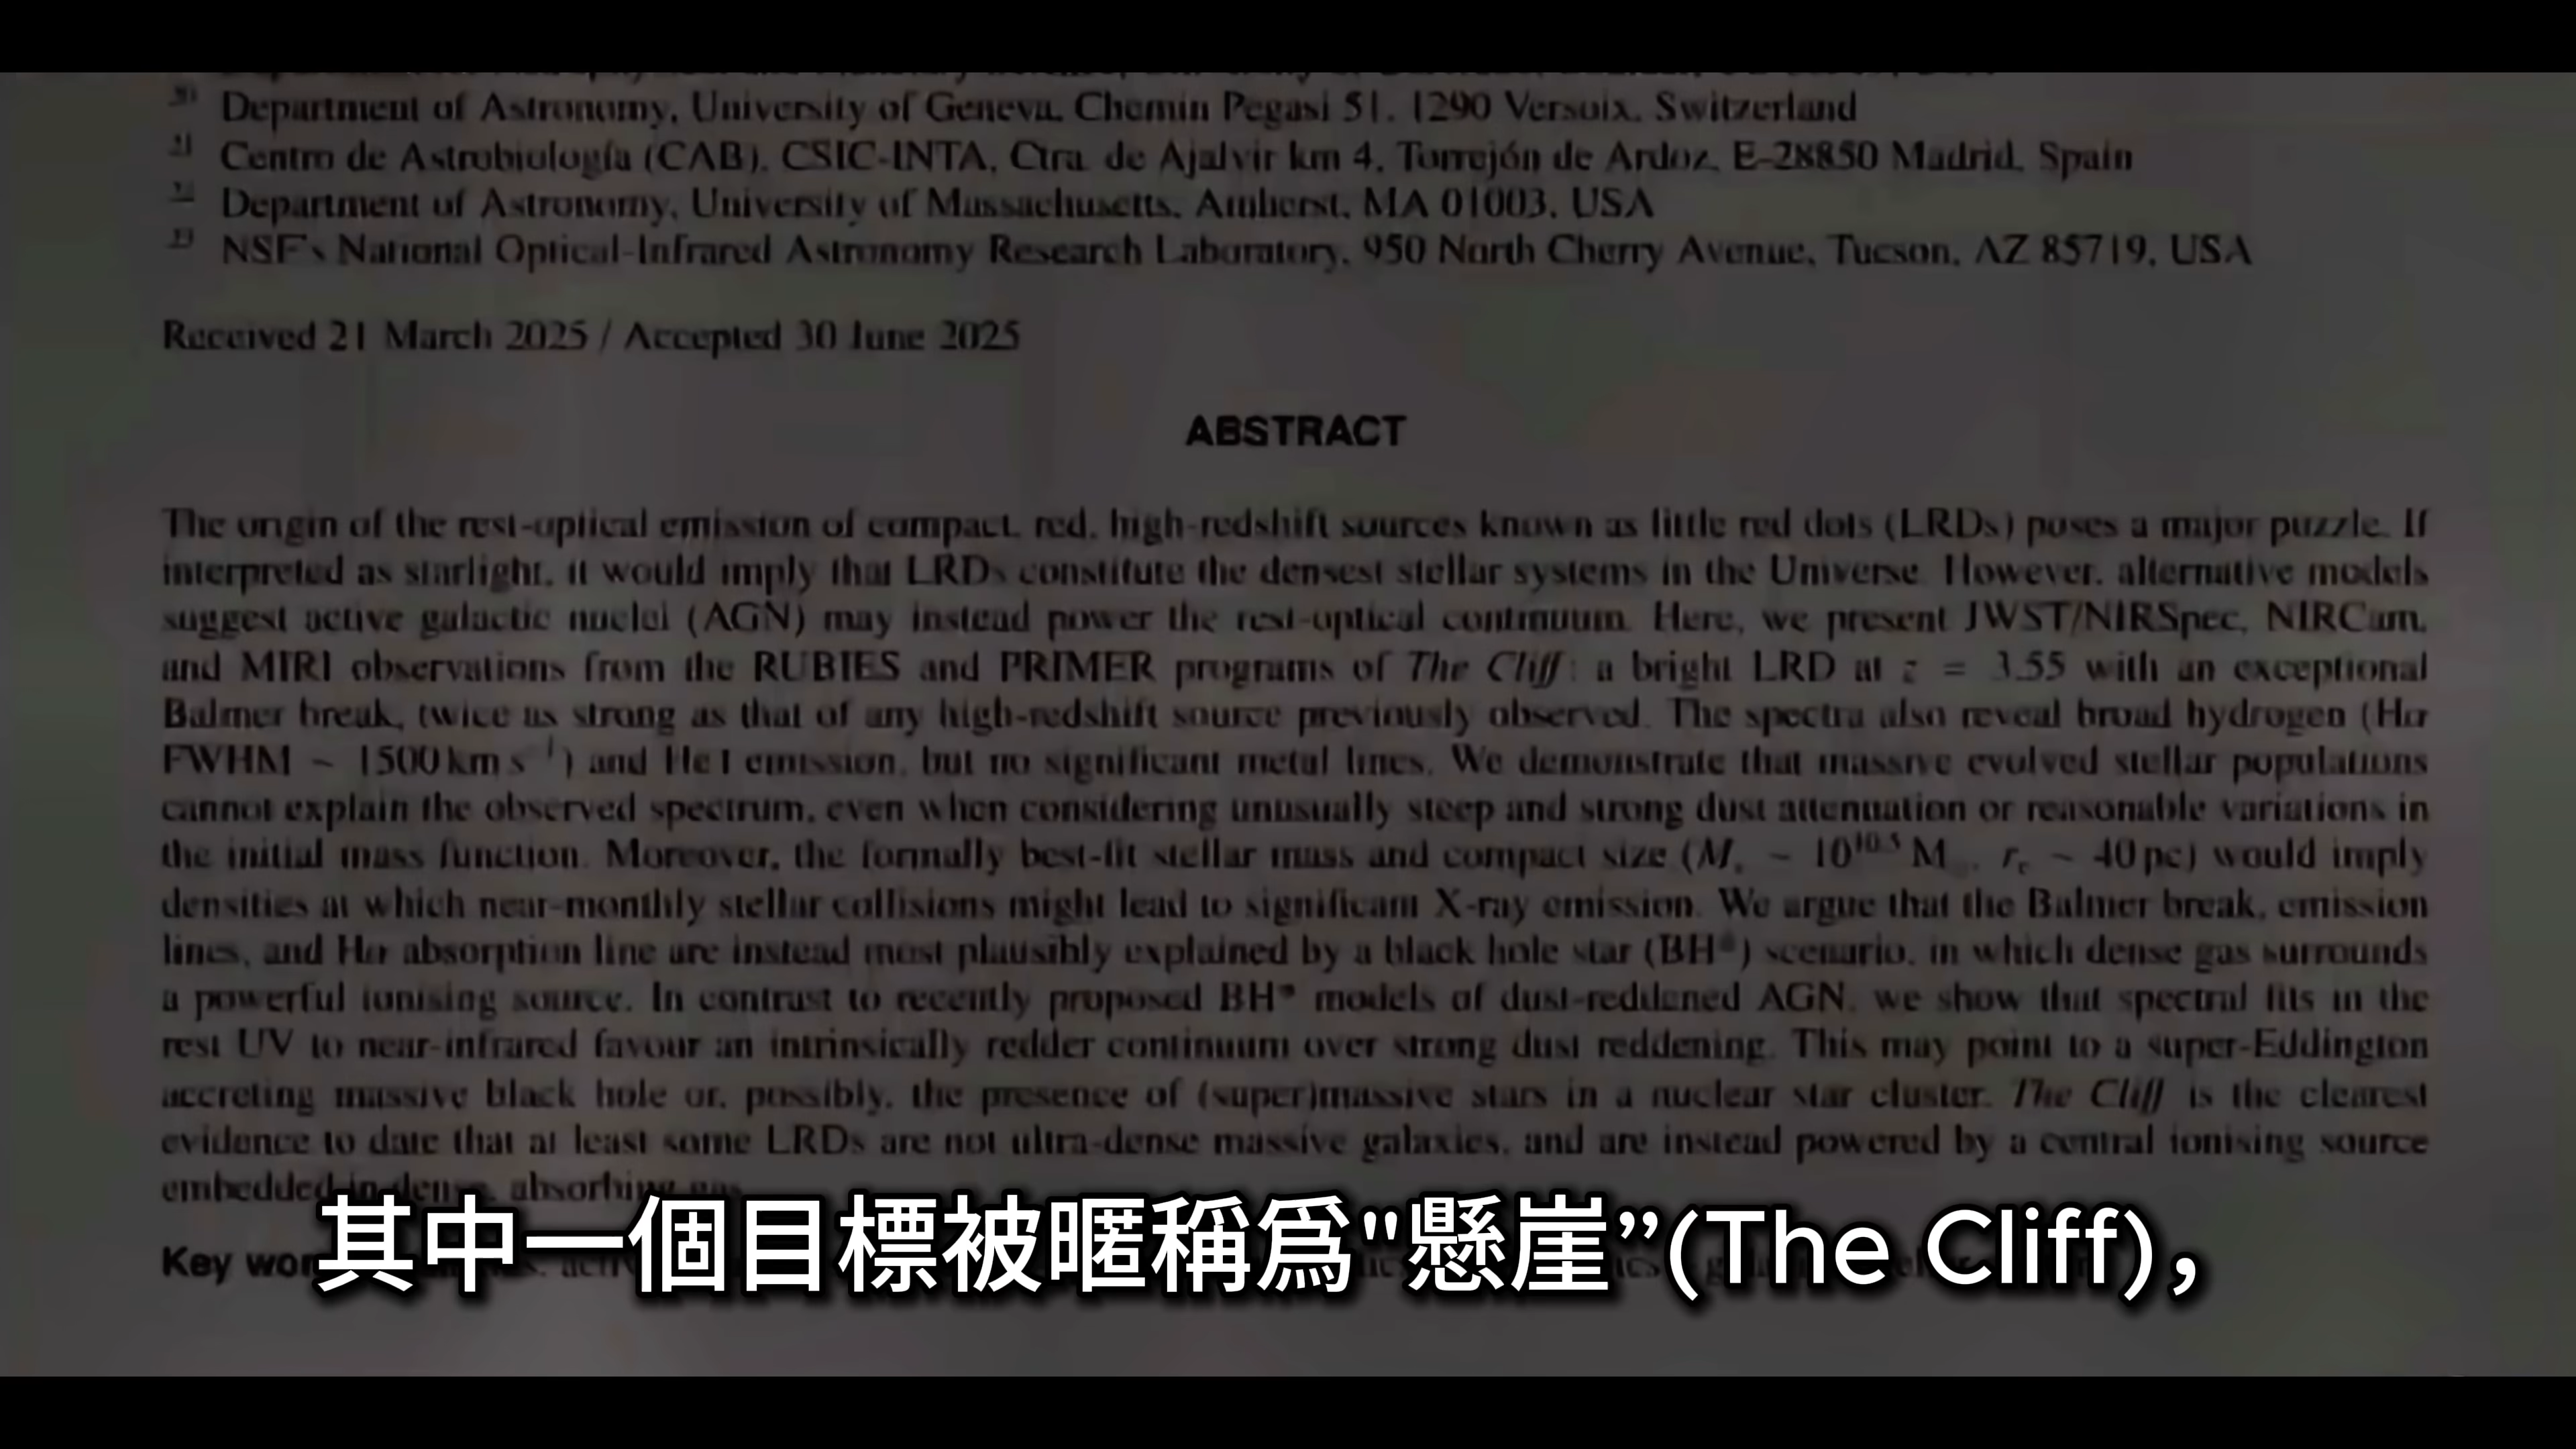 20 Department of Astronomy, University of Geneva, Chemin Pegasi 51, 1290 Versoix, Switzerland
21 Centro de Astrobiología (CAB), CSIC-INTA, Ctra. de Ajalvir km 4, Torrejón de Ardoz, E-28850 Madrid, Spain
22 Department of Astronomy, University of Massachusetts, Amherst, MA 01003, USA
23 NSF's National Optical-Infrared Astronomy Research Laboratory, 950 North Cherry Avenue, Tucson, AZ 85719, USA
Received 21 March 2025 / Accepted 30 June 2025
ABSTRACT
The origin of the rest-optical emission of compact, red, high-redshift sources known as little red dots (LRDs) poses a major puzzle. If
interpreted as starlight, it would imply that LRDs constitute the densest stellar systems in the Universe. However, alternative models
suggest active galactic nuclei (AGN) may instead power the rest-optical continuum. Here, we present JWST/NIRSpec, NIRCam,
and MIRI observations from the RUBIES and PRIMER programs of The Cliff: a bright LRD at z = 3.55 with an exceptional
Balmer break, twice as strong as that of any high-redshift source previously observed. The spectra also reveal broad hydrogen (Hα
FWHM ~ 1500 km s⁻¹) and He I emission, but no significant metal lines. We demonstrate that massive evolved stellar populations
cannot explain the observed spectrum, even when considering unusually steep and strong dust attenuation or reasonable variations in
the initial mass function. Moreover, the formally best-fit stellar mass and compact size (M* ~ 10^10.5 M⊙, re ~ 40 pc) would imply
densities at which near-monthly stellar collisions might lead to significant X-ray emission. We argue that the Balmer break, emission
lines, and Hα absorption line are instead most plausibly explained by a black hole star (BH*) scenario, in which dense gas surrounds
a powerful ionising source. In contrast to recently proposed BH* models of dust-reddened AGN, we show that spectral fits in the
rest UV to near-infrared favour an intrinsically redder continuum over strong dust reddening. This may point to a super-Eddington
accreting massive black hole or, possibly, the presence of (super)massive stars in a nuclear star cluster. The Cliff is the clearest
evidence to date that at least some LRDs are not ultra-dense massive galaxies, and are instead powered by a central ionising source
embedded in dense, absorbing gas.
其中一個目標被暱稱爲"懸崖”(The Cliff),
Key wor